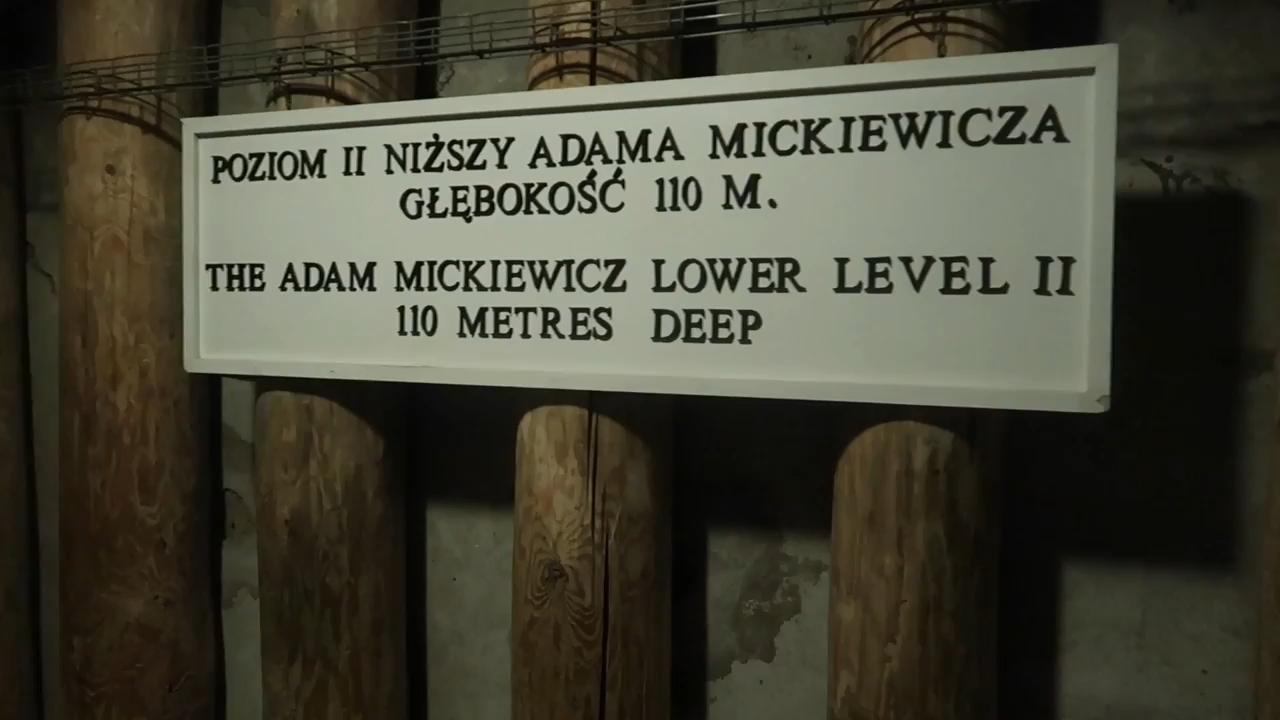 POZIOM II NIŻSZY ADAMA MICKIEWICZA
GŁĘBOKOŚĆ 110 M.
THE ADAM MICKIEWICZ LOWER LEVEL II
110 METRES DEEP